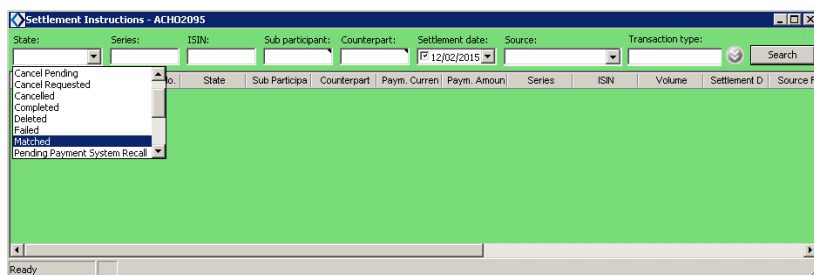 Settlement Instructions - ACHO2095
State: Series: ISIN: Sub participant: Counterpart: Settlement date: Source: Transaction type:
12/02/2015 Search
No. State Sub Participa Counterpart Paym. Curren Paym. Amoun Series ISIN Volume Settlement D Source R
Cancel Pending
Cancel Requested
Cancelled
Completed
Deleted
Failed
Matched
Pending Payment System Recall
Ready